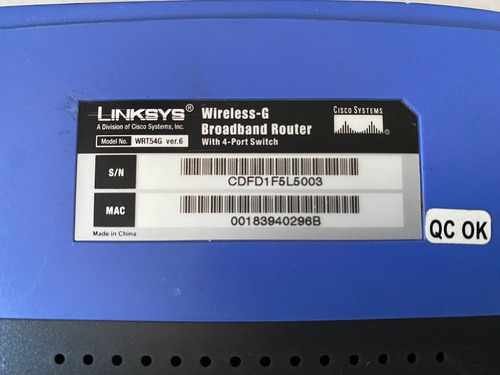 LINKSYS®
A Division of Cisco Systems, Inc.
Model No. WRT54G ver.6
Wireless-G
Broadband Router
With 4-Port Switch
CISCO SYSTEMS
®
S/N
CDFD1F5L5003
MAC
00183940296B
Made in China
QC OK